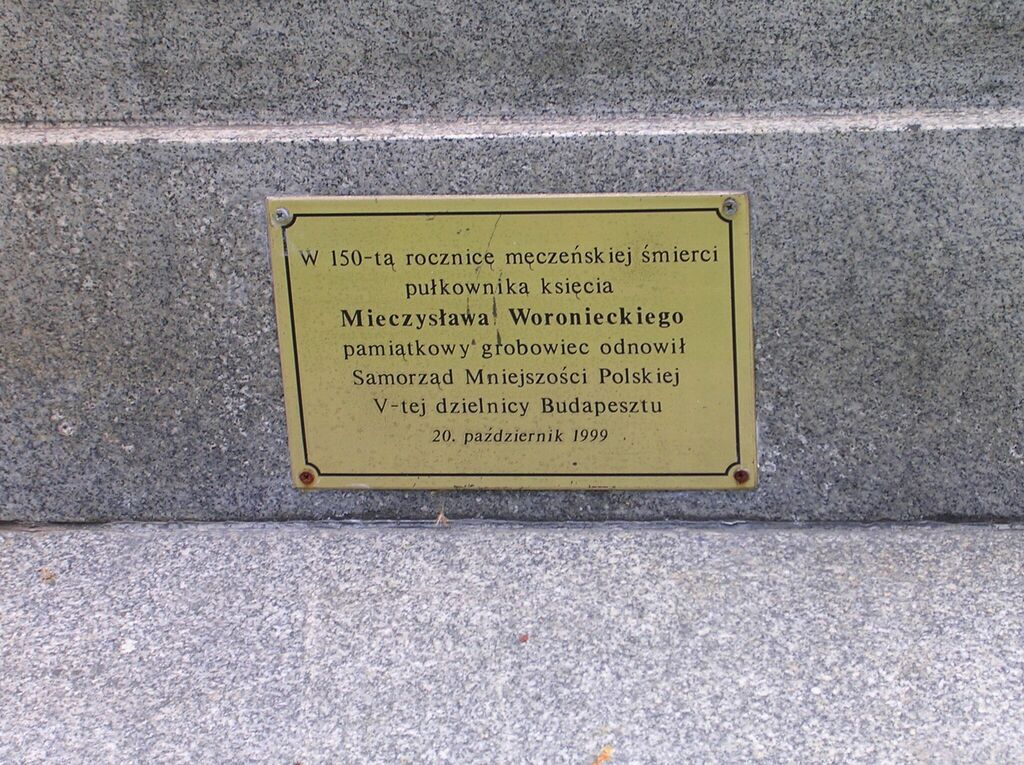 W 150-tą rocznicę męczeńskiej śmierci
pułkownika księcia
Mieczysława Woronieckiego
pamiątkowy grobowiec odnowił
Samorząd Mniejszości Polskiej
V-tej dzielnicy Budapesztu
20. październik 1999